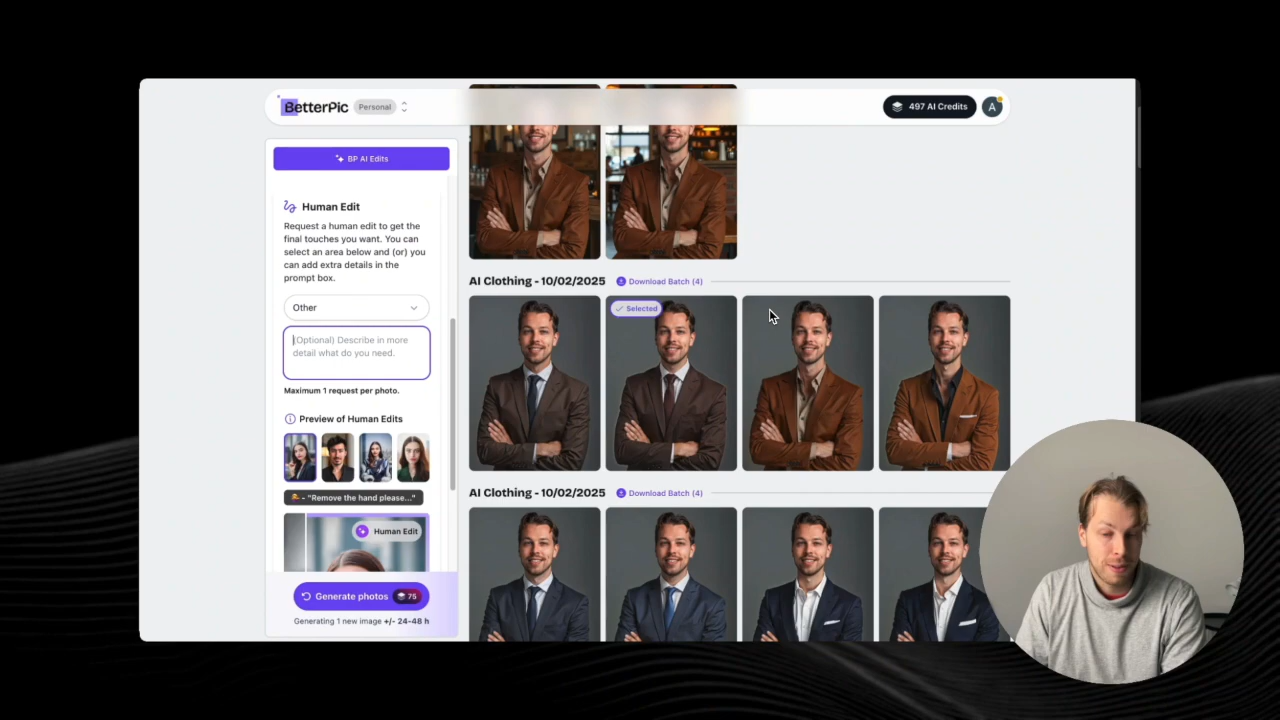 BetterPic
Personal
497 AI Credits
A
BP AI Edits
Human Edit
Request a human edit to get the
final touches you want. You can
select an area below and (or) you
can add extra details in the
prompt box.
Other
(Optional) Describe in more
detail what do you need.
Maximum 1 request per photo.
Preview of Human Edits
- "Remove the hand please..."
Human Edit
Generate photos 75
Generating 1 new image +/- 24-48 h
AI Clothing - 10/02/2025 Download Batch (4)
Selected
AI Clothing - 10/02/2025 Download Batch (4)